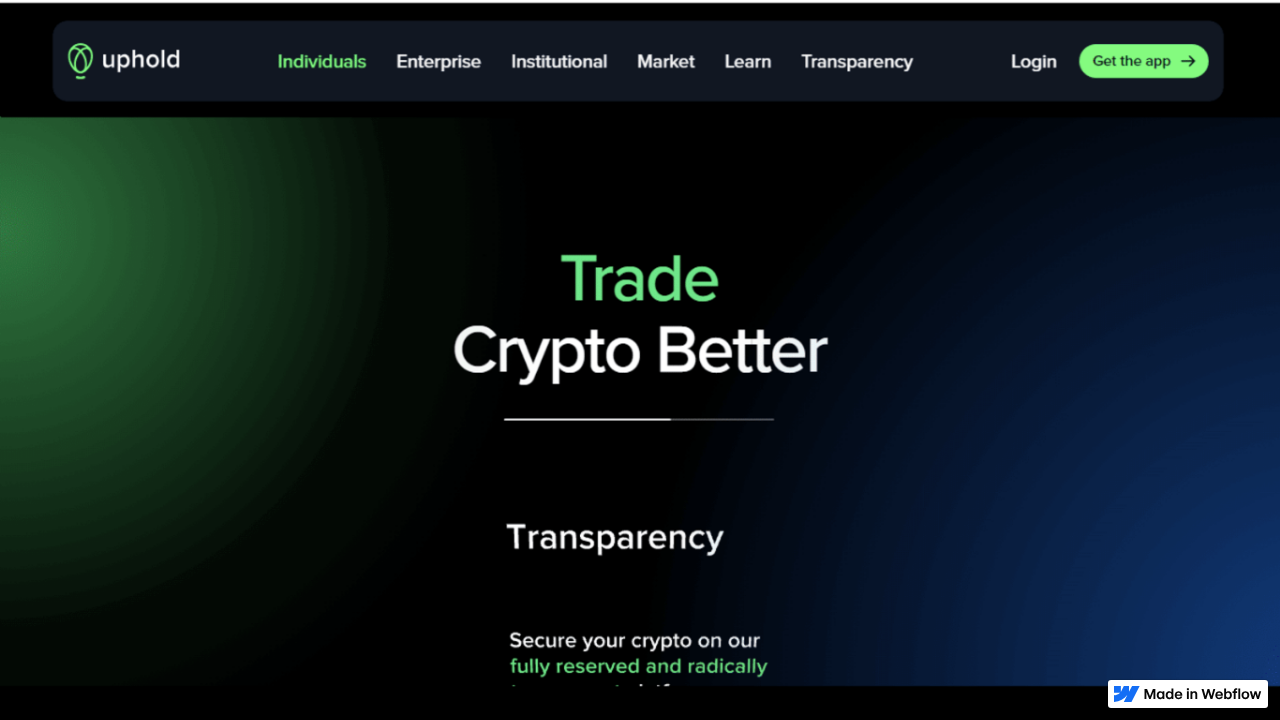 uphold
Individuals
Enterprise
Institutional
Market
Learn
Transparency
Login
Get the app
Trade
Crypto Better
Transparency
Secure your crypto on our
fully reserved and radically
Made in Webflow